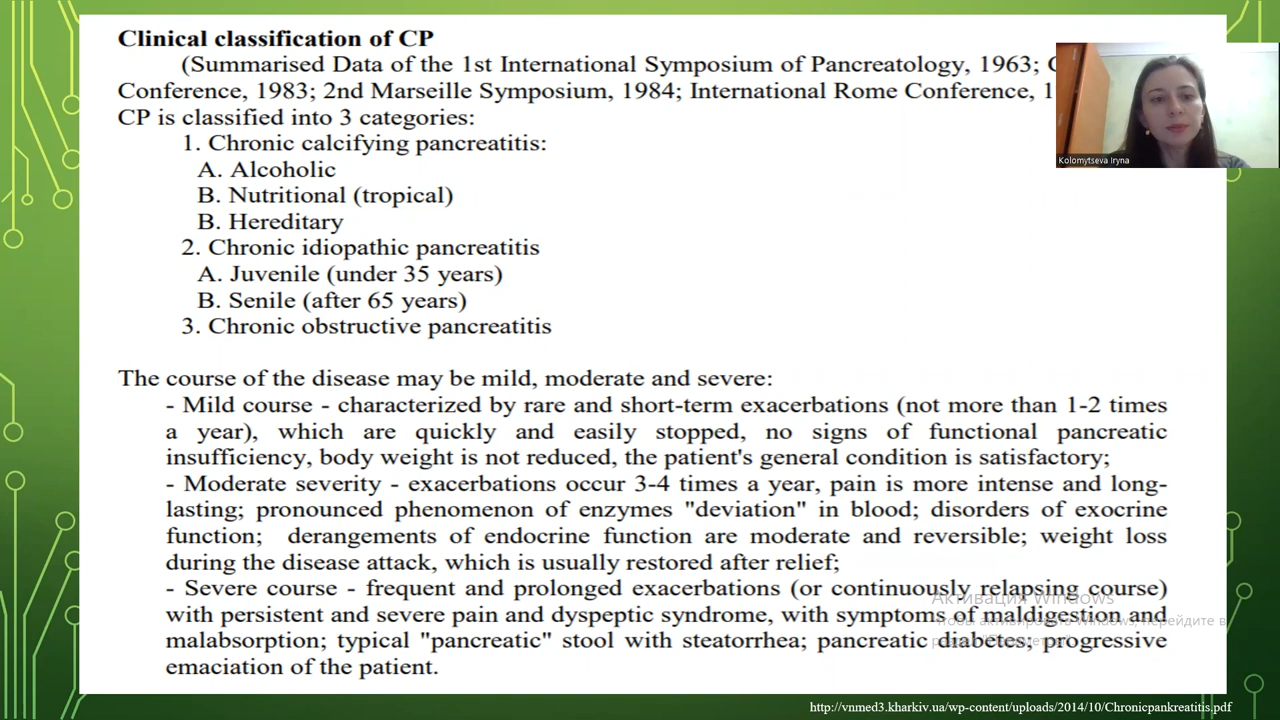 Clinical classification of CP
(Summarised Data of the 1st International Symposium of Pancreatology, 1963;
Conference, 1983; 2nd Marseille Symposium, 1984; International Rome Conference,
CP is classified into 3 categories:
1. Chronic calcifying pancreatitis:
A. Alcoholic
B. Nutritional (tropical)
B. Hereditary
2. Chronic idiopathic pancreatitis
A. Juvenile (under 35 years)
B. Senile (after 65 years)
3. Chronic obstructive pancreatitis
Kolomytseva Iryna
The course of the disease may be mild, moderate and severe:
- Mild course - characterized by rare and short-term exacerbations (not more than 1-2 times
a year), which are quickly and easily stopped, no signs of functional pancreatic
insufficiency, body weight is not reduced, the patient's general condition is satisfactory;
- Moderate severity - exacerbations occur 3-4 times a year, pain is more intense and long-
lasting; pronounced phenomenon of enzymes "deviation" in blood; disorders of exocrine
function; derangements of endocrine function are moderate and reversible; weight loss
during the disease attack, which is usually restored after relief;
- Severe course - frequent and prolonged exacerbations (or continuously relapsing course)
with persistent and severe pain and dyspeptic syndrome, with symptoms of maldigestion and
malabsorption; typical "pancreatic" stool with steatorrhea; pancreatic diabetes; progressive
emaciation of the patient.
Активация Windows
Чтобы активировать Windows, перейдите в
http://vnmed3.kharkiv.ua/wp-content/uploads/2014/10/Chronicpankreatitis.pdf